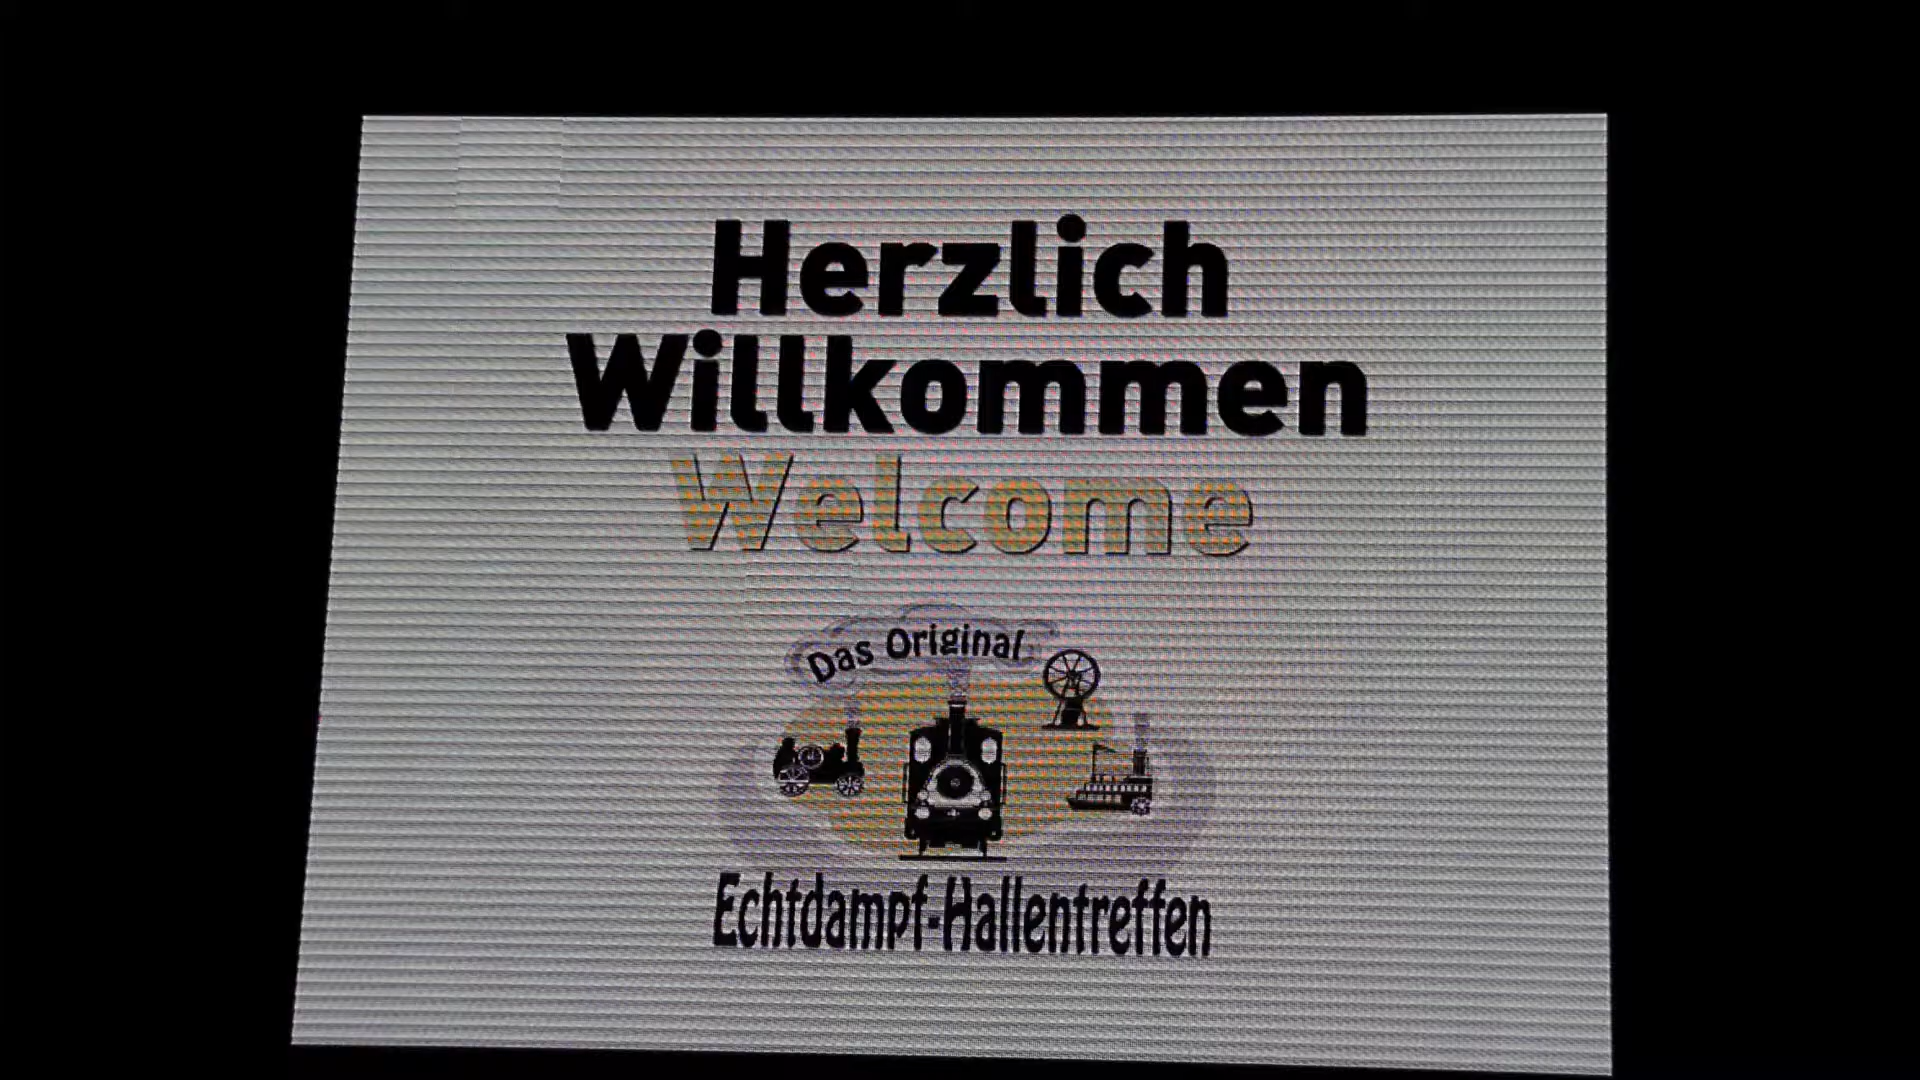 Herzlich
Willkommen
Welcome
Das Original
Echtdampf-Hallentreffen